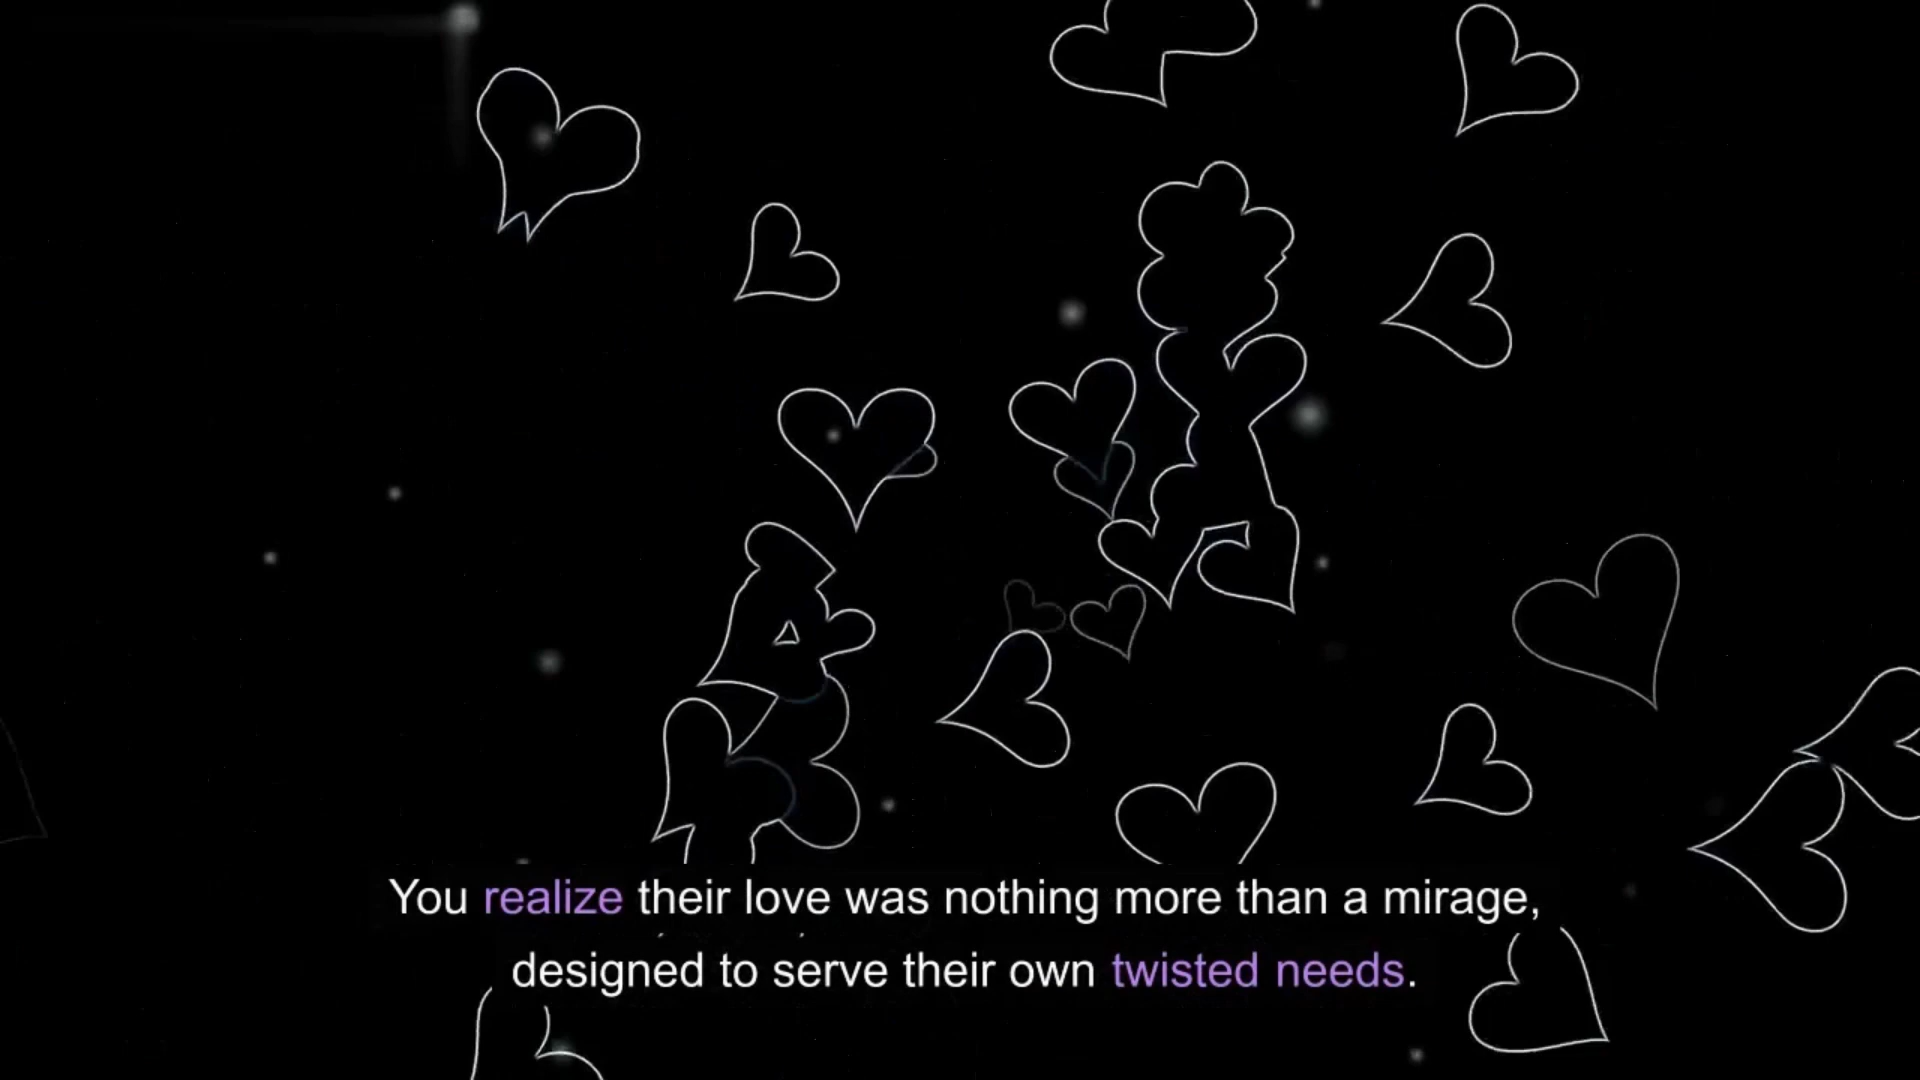 You realize their love was nothing more than a mirage,
designed to serve their own twisted needs.